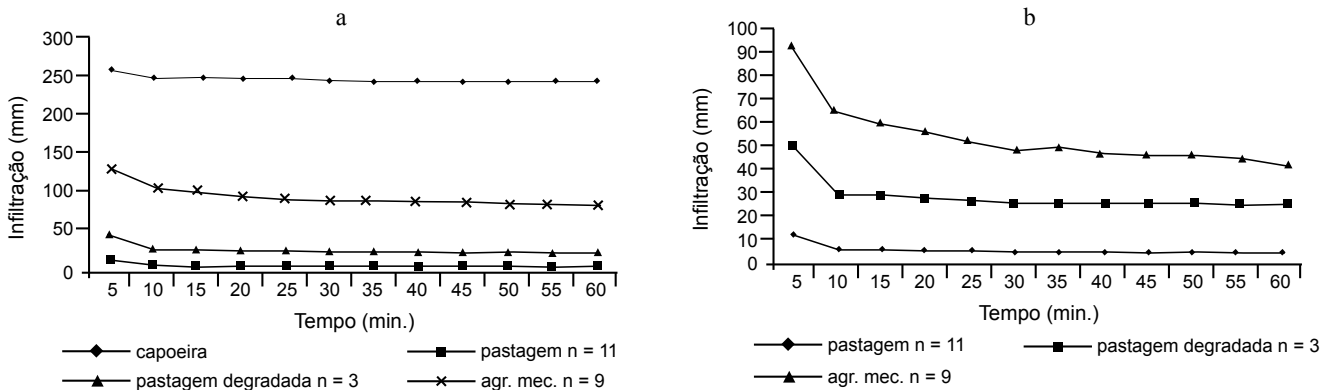 a
300
250
200
150
100
50
0
Infiltração (mm)
5 10 15 20 25 30 35 40 45 50 55 60
Tempo (min.)
capoeira
pastagem n = 11
pastagem degradada n = 3
agr. mec. n = 9
b
100
90
80
70
60
50
40
30
20
10
0
Infiltração (mm)
5 10 15 20 25 30 35 40 45 50 55 60
Tempo (min.)
pastagem n = 11
pastagem degradada n = 3
agr. mec. n = 9